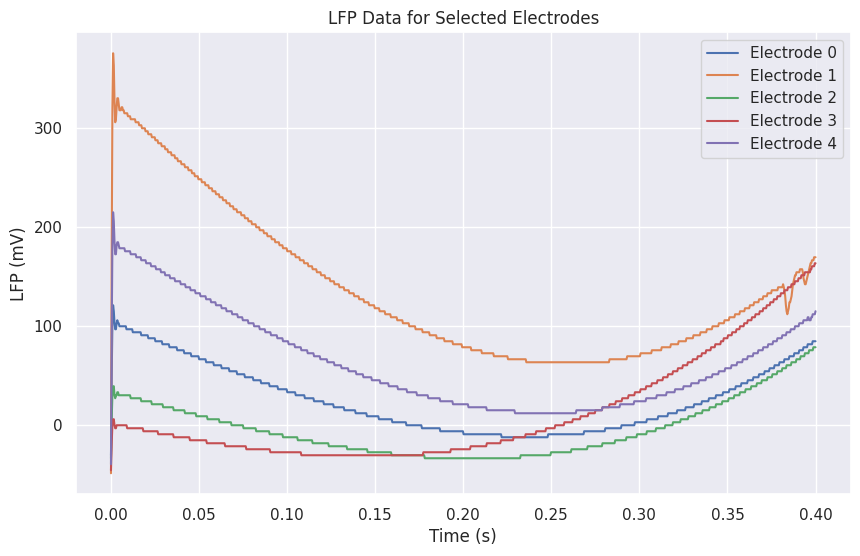 LFP Data for Selected Electrodes
Electrode 0
Electrode 1
Electrode 2
Electrode 3
Electrode 4
LFP (mV)
300
200
100
0
0.00 0.05 0.10 0.15 0.20 0.25 0.30 0.35 0.40
Time (s)